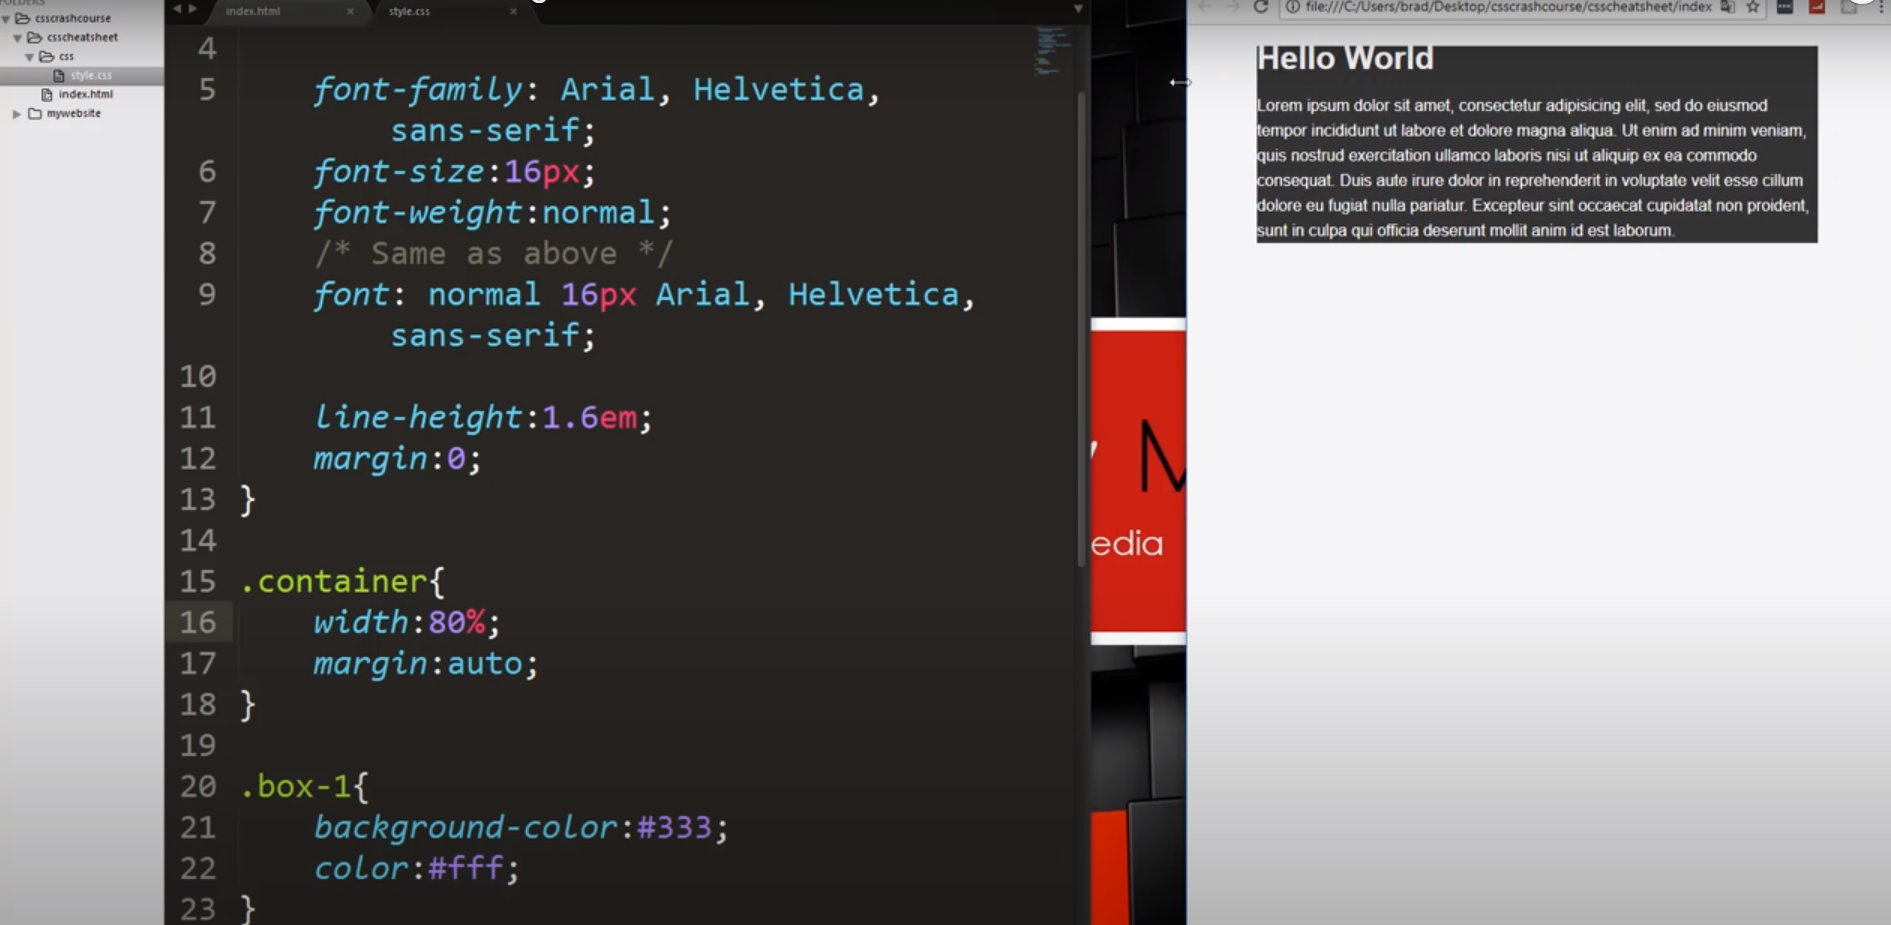 FOLDERS
csscrashcourse
csscheatsheet
css
style.css
index.html
mywebsite
index.html ×
style.css ×
4
5 font-family: Arial, Helvetica,
sans-serif;
6 font-size:16px;
7 font-weight:normal;
8 /* Same as above */
9 font: normal 16px Arial, Helvetica,
sans-serif;
10
11 line-height:1.6em;
12 margin:0;
13 }
14
15 .container{
16 width:80%;
17 margin:auto;
18 }
19
20 .box-1{
21 background-color:#333;
22 color:#fff;
23 }
M
edia
file:///C:/Users/brad/Desktop/csscrashcourse/csscheatsheet/index
Hello World
Lorem ipsum dolor sit amet, consectetur adipisicing elit, sed do eiusmod
tempor incididunt ut labore et dolore magna aliqua. Ut enim ad minim veniam,
quis nostrud exercitation ullamco laboris nisi ut aliquip ex ea commodo
consequat. Duis aute irure dolor in reprehenderit in voluptate velit esse cillum
dolore eu fugiat nulla pariatur. Excepteur sint occaecat cupidatat non proident,
sunt in culpa qui officia deserunt mollit anim id est laborum.